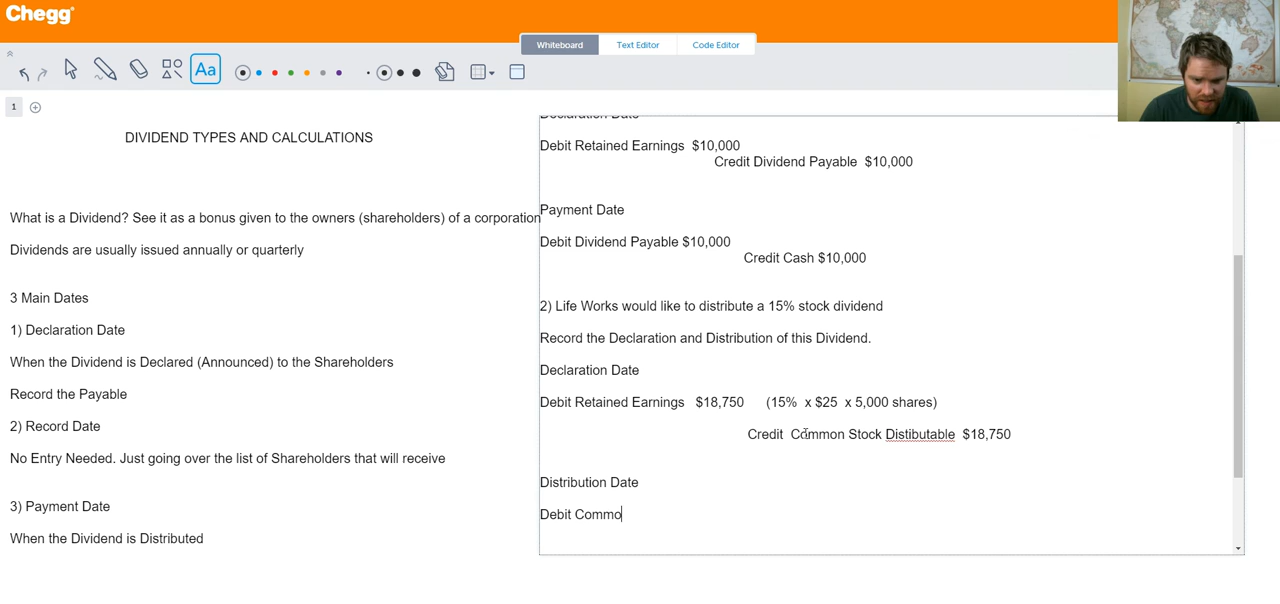 Chegg
Whiteboard
Text Editor
Code Editor
Aa
1
DIVIDEND TYPES AND CALCULATIONS
What is a Dividend? See it as a bonus given to the owners (shareholders) of a corporation
Dividends are usually issued annually or quarterly
3 Main Dates
1) Declaration Date
When the Dividend is Declared (Announced) to the Shareholders
Record the Payable
2) Record Date
No Entry Needed. Just going over the list of Shareholders that will receive
3) Payment Date
When the Dividend is Distributed
Declaration Date
Debit Retained Earnings $10,000
Credit Dividend Payable $10,000
Payment Date
Debit Dividend Payable $10,000
Credit Cash $10,000
2) Life Works would like to distribute a 15% stock dividend
Record the Declaration and Distribution of this Dividend.
Declaration Date
Debit Retained Earnings $18,750 (15% x $25 x 5,000 shares)
Credit Common Stock Distibutable $18,750
Distribution Date
Debit Commo